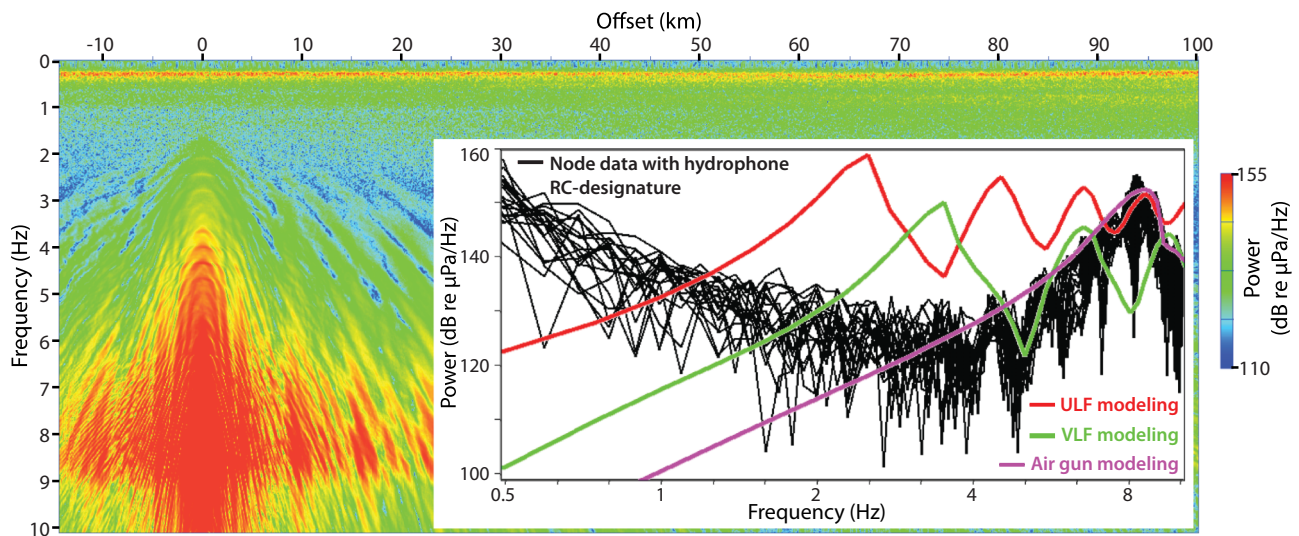 Offset (km)
-10 0 10 20 30 40 50 60 70 80 90 100
Frequency (Hz)
0
1
2
3
4
5
6
7
8
9
10
Power (dB re µPa/Hz)
160
140
120
100
Node data with hydrophone
RC-designature
ULF modeling
VLF modeling
Air gun modeling
0.5 1 2 4 8
Frequency (Hz)
155
110
Power
(dB re µPa/Hz)